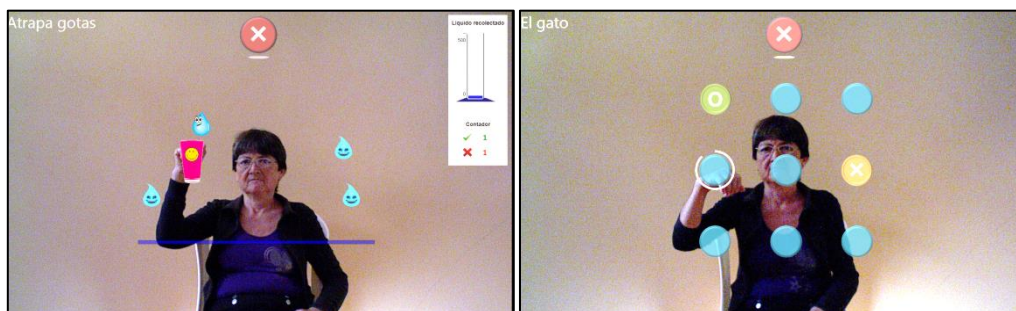 Atrapa gotas
Líquido recolectado
500
0
Contador
✓ 1
✗ 1
El gato
O
X